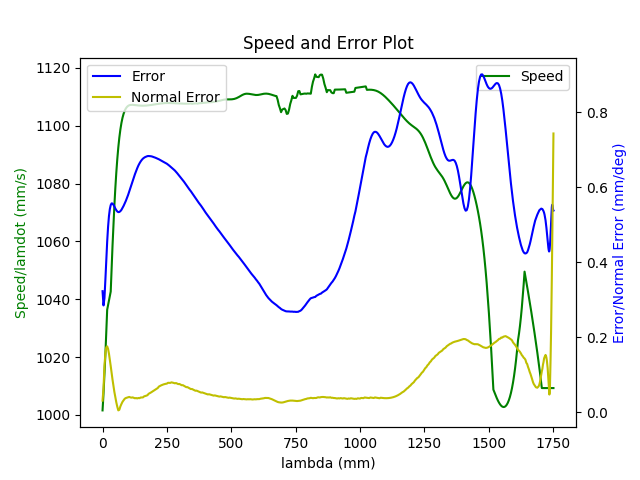 Speed and Error Plot
Error
Normal Error
Speed
1120
1100
1080
1060
1040
1020
1000
Speed/lamdot (mm/s)
0.8
0.6
0.4
0.2
0.0
Error/Normal Error (mm/deg)
0 250 500 750 1000 1250 1500 1750
lambda (mm)